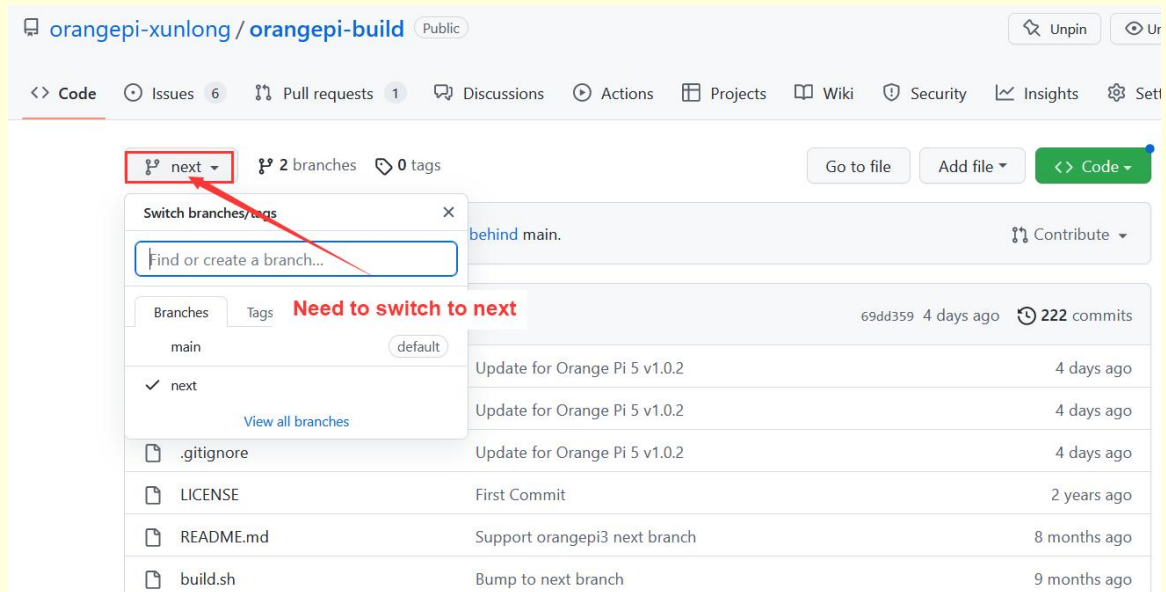 orangepi-xunlong / orangepi-build Public Unpin Un
<> Code Issues 6 Pull requests 1 Discussions Actions Projects Wiki Security Insights Sett
next 2 branches 0 tags Go to file Add file <> Code
Switch branches/tags
behind main. Contribute
Find or create a branch...
Need to switch to next
Branches Tags 69dd359 4 days ago 222 commits
main default
Update for Orange Pi 5 v1.0.2 4 days ago
next
Update for Orange Pi 5 v1.0.2 4 days ago
View all branches
.gitignore Update for Orange Pi 5 v1.0.2 4 days ago
LICENSE First Commit 2 years ago
README.md Support orangepi3 next branch 8 months ago
build.sh Bump to next branch 9 months ago